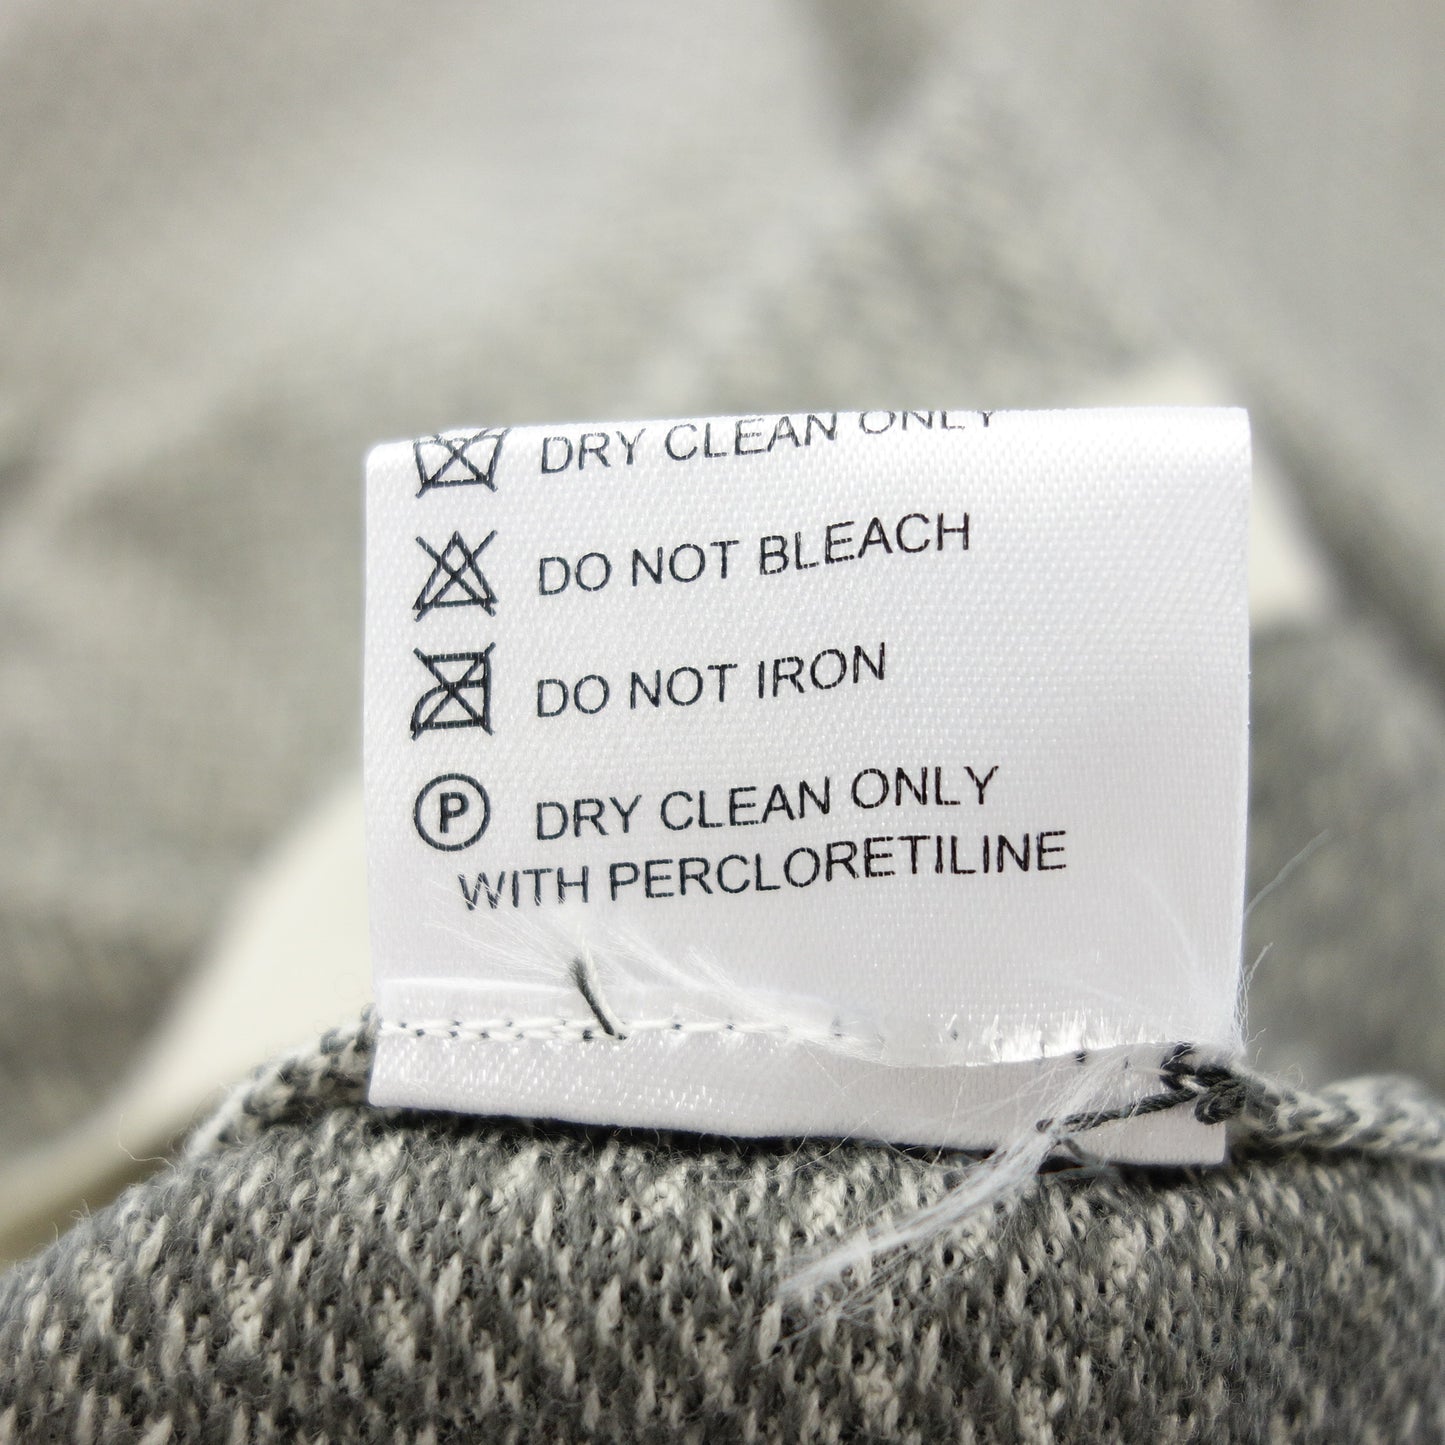 DRY CLEAN ONLY
DO NOT BLEACH
DO NOT IRON
P DRY CLEAN ONLY
WITH PERCLORETILINE